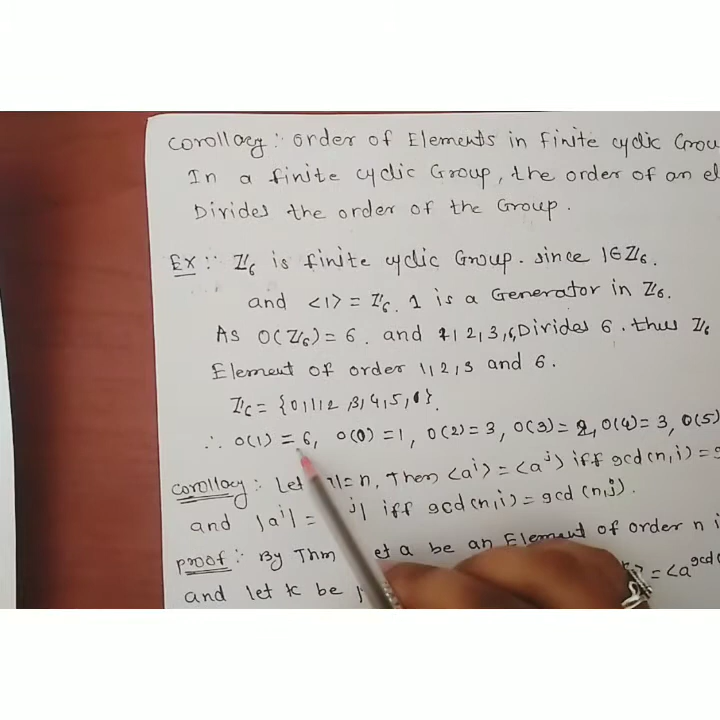 Corollary : Order of Elements in Finite cyclic Grou
In a finite cyclic Group, the order of an el
Divides the order of the Group.
Ex :- Z6 is finite cyclic Group. since 1∈Z6.
and <1> = Z6. 1 is a Generator in Z6.
As O(Z6) = 6. and 1, 2, 3, 6, Divides 6. thus Z6
Element of order 1, 2, 3 and 6.
= {0, 1, 2, 3, 4, 5, }.
∴ O(1) = 6, O(0) = 1, O(2) = 3, O(3) = 2, O(4) = 3, O(5)
Corollary : Let = n, Then <a^i> = <a^j> iff gcd(n,i) =
and |a^i| = iff gcd(n,i) = gcd(n,j).
proof :- By Thm et a be an Element of order n
and let k be = <a^gcd